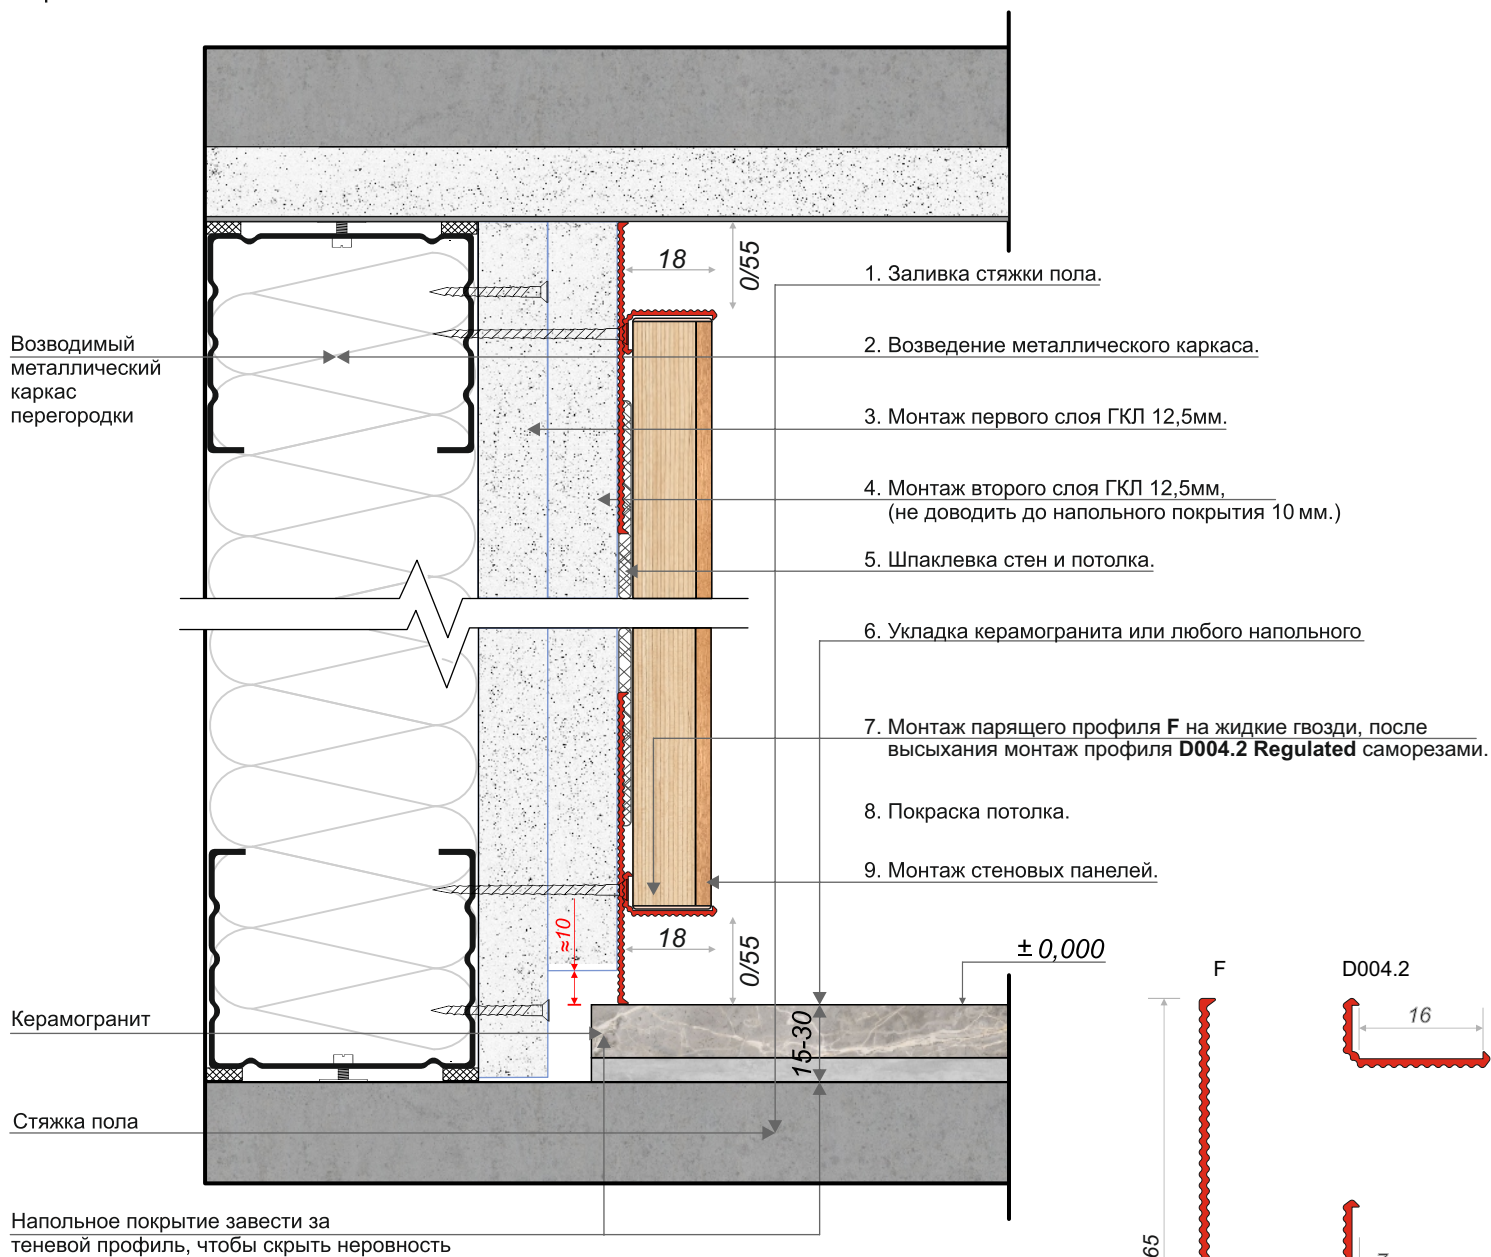 18
0/55
1. Заливка стяжки пола.
Возводимый
металлический
каркас
перегородки
2. Возведение металлического каркаса.
3. Монтаж первого слоя ГКЛ 12,5мм.
4. Монтаж второго слоя ГКЛ 12,5мм,
(не доводить до напольного покрытия 10 мм.)
5. Шпаклевка стен и потолка.
6. Укладка керамогранита или любого напольного
7. Монтаж парящего профиля F на жидкие гвозди, после
высыхания монтаж профиля D004.2 Regulated саморезами.
8. Покраска потолка.
9. Монтаж стеновых панелей.
≈10
18
0/55
± 0,000
F
D004.2
16
Керамогранит
15-30
Стяжка пола
Напольное покрытие завести за
теневой профиль, чтобы скрыть неровность
65